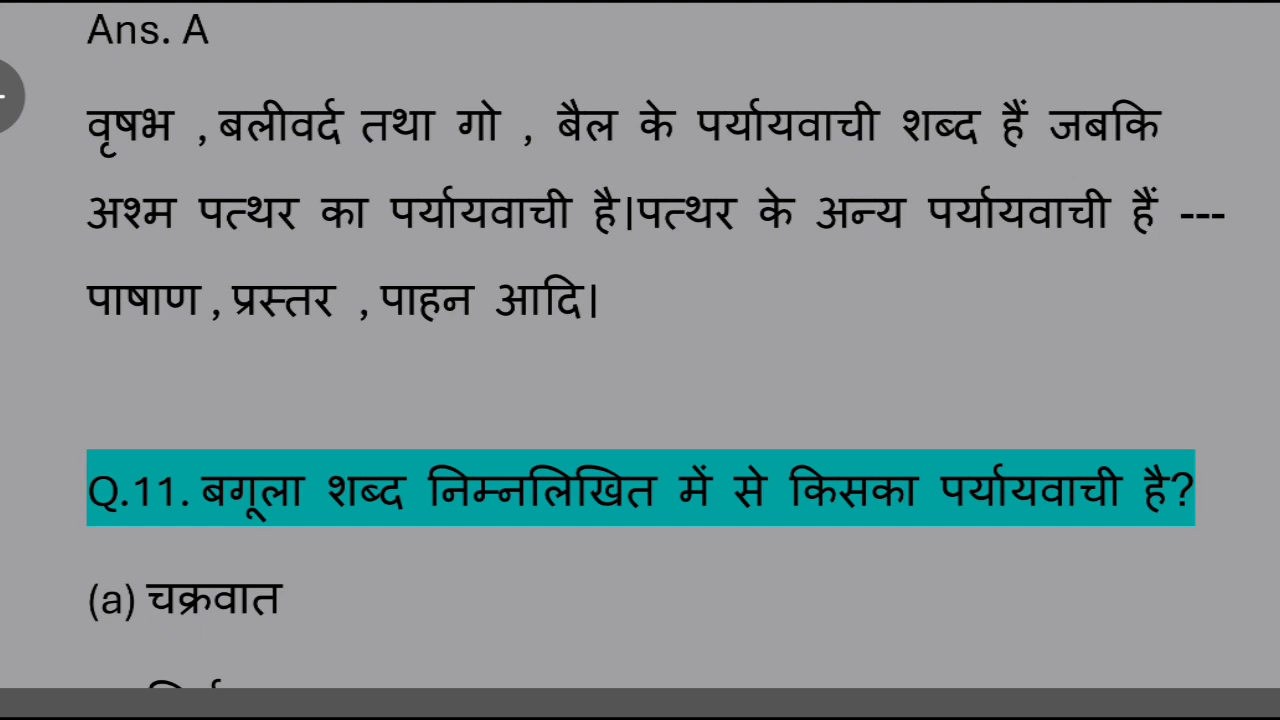 Ans. A
वृषभ , बलीवर्द तथा गो , बैल के पर्यायवाची शब्द हैं जबकि
अश्म पत्थर का पर्यायवाची है।पत्थर के अन्य पर्यायवाची हैं ---
पाषाण , प्रस्तर , पाहन आदि।
Q.11. बगूला शब्द निम्नलिखित में से किसका पर्यायवाची है?
(a) चक्रवात